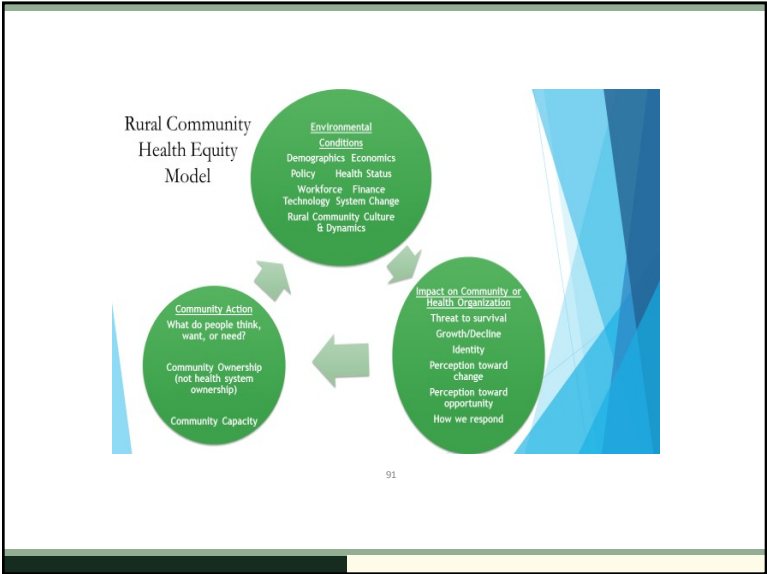 Rural Community
Health Equity
Model
Environmental
Conditions
Demographics Economics
Policy Health Status
Workforce Finance
Technology System Change
Rural Community Culture
& Dynamics
Impact on Community or
Health Organization
Threat to survival
Growth/Decline
Identity
Perception toward
change
Perception toward
opportunity
How we respond
Community Action
What do people think,
want, or need?
Community Ownership
(not health system
ownership)
Community Capacity
91